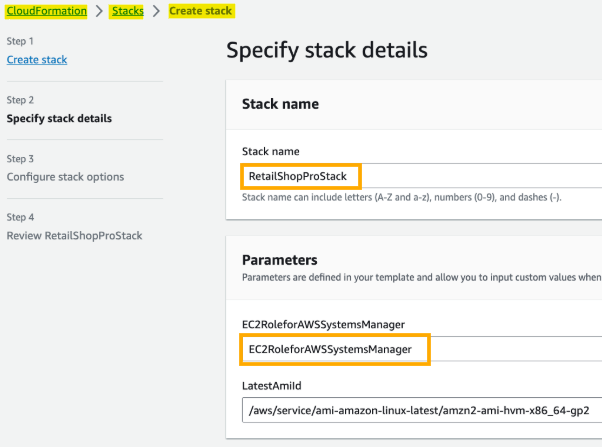 CloudFormation > Stacks > Create stack
Step 1
Create stack
Step 2
Specify stack details
Step 3
Configure stack options
Step 4
Review RetailShopProStack
Specify stack details
Stack name
Stack name
RetailShopProStack
Stack name can include letters (A-Z and a-z), numbers (0-9), and dashes (-).
Parameters
Parameters are defined in your template and allow you to input custom values when
EC2RoleforAWSSystemsManager
EC2RoleforAWSSystemsManager
LatestAmiId
/aws/service/ami-amazon-linux-latest/amzn2-ami-hvm-x86_64-gp2